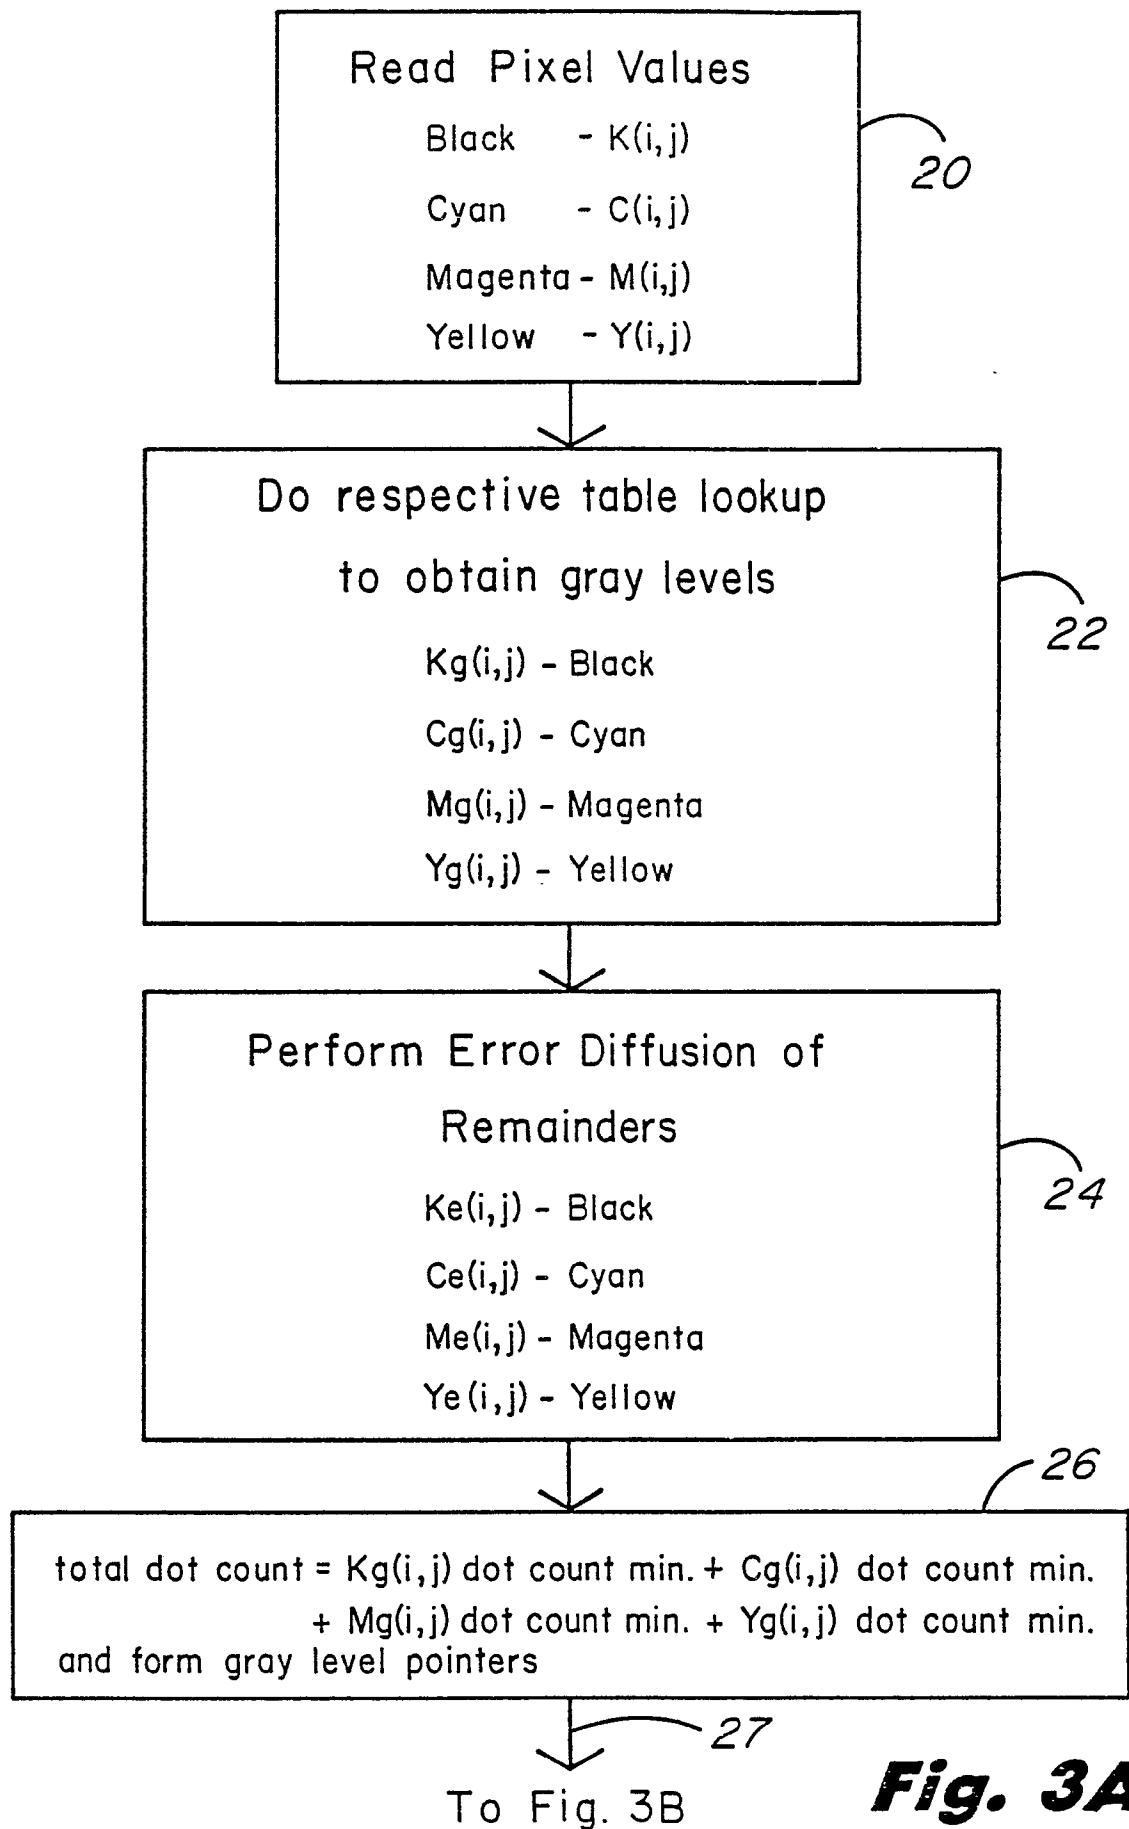 Read Pixel Values
Black - K(i,j)
Cyan - C(i,j)
Magenta - M(i,j)
Yellow - Y(i,j)
20
Do respective table lookup
to obtain gray levels
Kg(i,j) - Black
Cg(i,j) - Cyan
Mg(i,j) - Magenta
Yg(i,j) - Yellow
22
Perform Error Diffusion of
Remainders
Ke(i,j) - Black
Ce(i,j) - Cyan
Me(i,j) - Magenta
Ye(i,j) - Yellow
24
26
total dot count = Kg(i,j) dot count min. + Cg(i,j) dot count min.
+ Mg(i,j) dot count min. + Yg(i,j) dot count min.
and form gray level pointers
27
To Fig. 3B
Fig. 3A